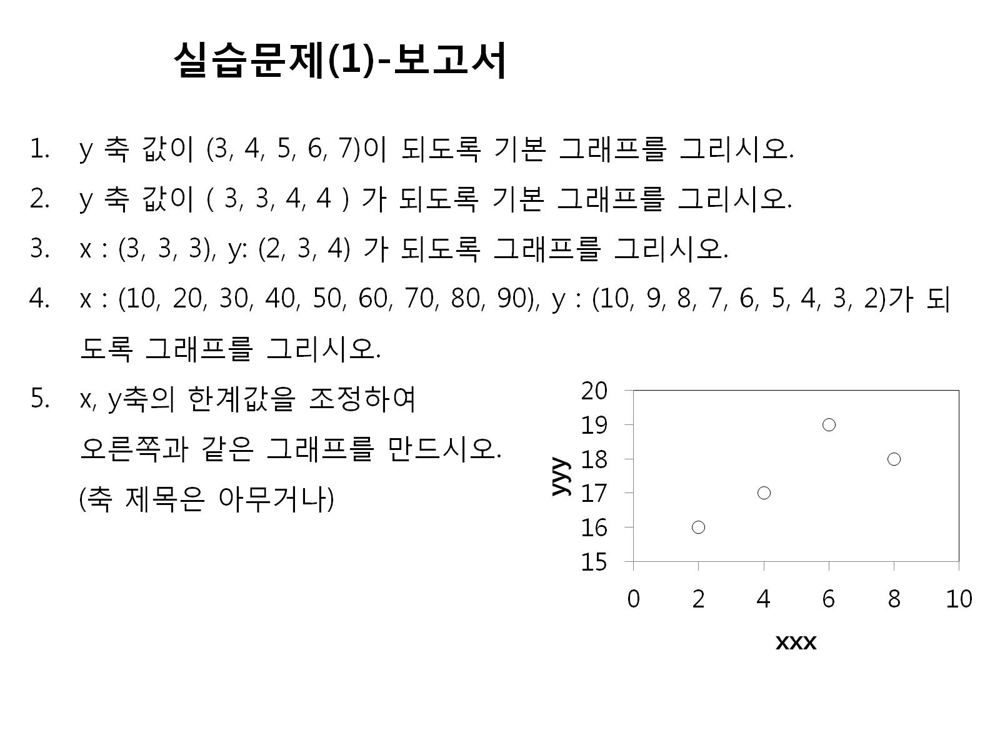 실습문제(1)-보고서
1. y 축 값이 (3, 4, 5, 6, 7)이 되도록 기본 그래프를 그리시오.
2. y 축 값이 ( 3, 3, 4, 4 ) 가 되도록 기본 그래프를 그리시오.
3. x : (3, 3, 3), y: (2, 3, 4) 가 되도록 그래프를 그리시오.
4. x : (10, 20, 30, 40, 50, 60, 70, 80, 90), y : (10, 9, 8, 7, 6, 5, 4, 3, 2)가 되
도록 그래프를 그리시오.
5. x, y축의 한계값을 조정하여
오른쪽과 같은 그래프를 만드시오.
(축 제목은 아무거나)
20
19
18
17
16
15
yyy
0 2 4 6 8 10
xxx